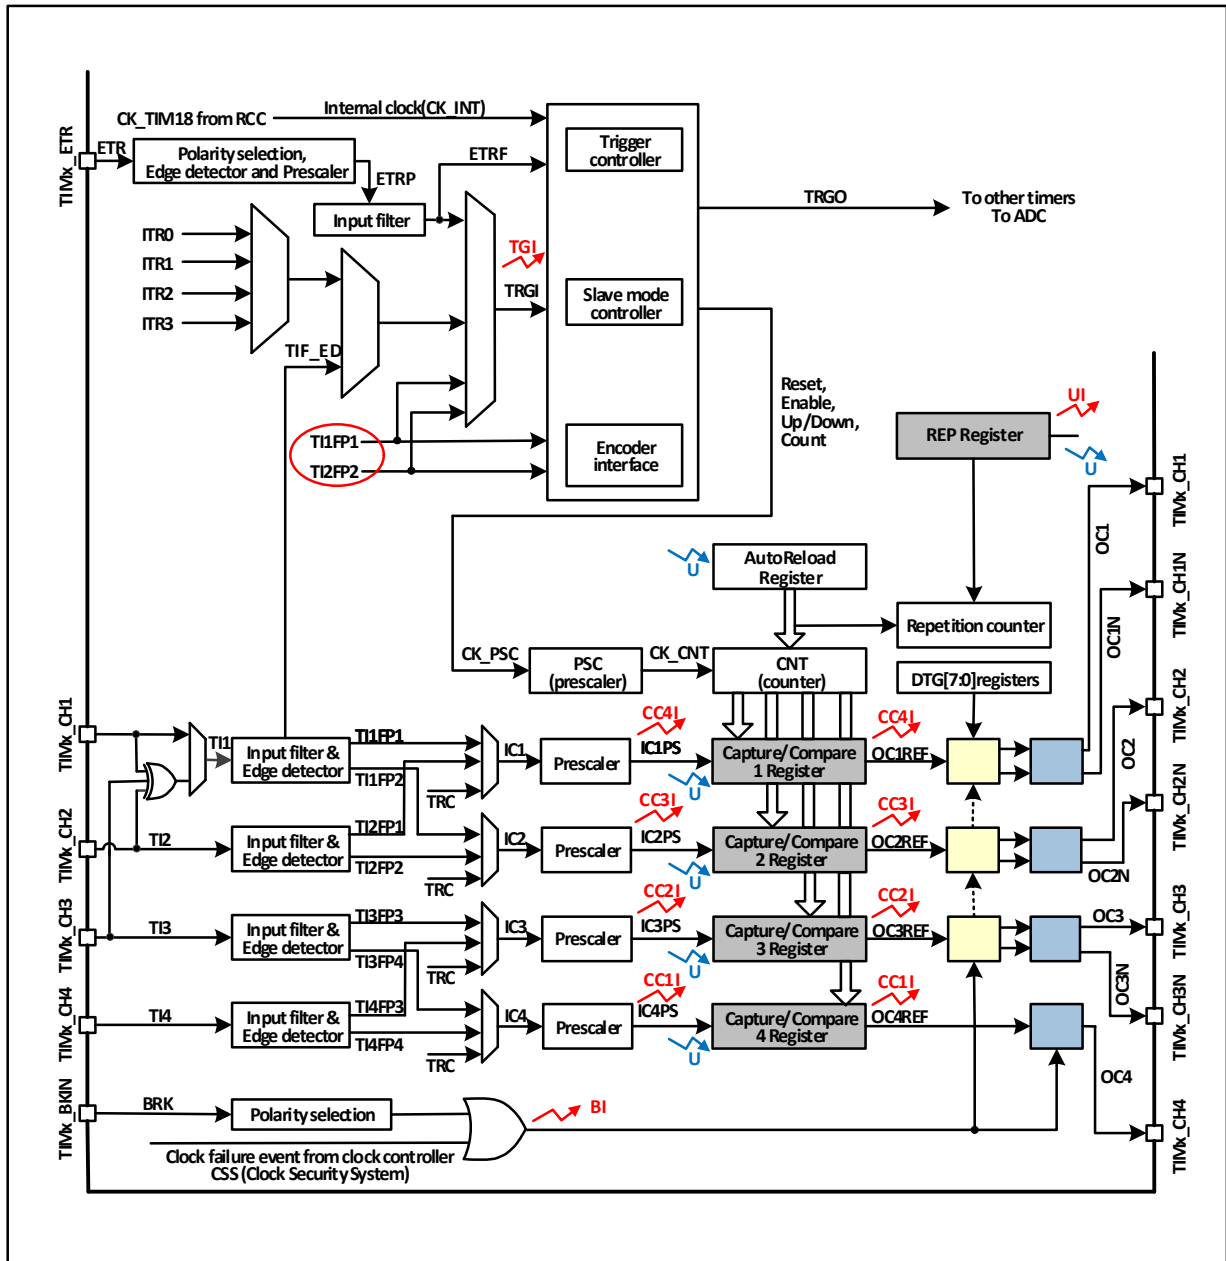 Internal clock(CK_INT)
CK_TIM18 from RCC
TIMx_ETR
ETR
Polarity selection,
Edge detector and Prescaler
ETRP
ETRF
Input filter
Trigger
controller
TRGO
To other timers
To ADC
ITR0
ITR1
ITR2
ITR3
TGI
TRGI
Slave mode
controller
TIF_ED
Reset,
Enable,
Up/Down,
Count
TI1FP1
TI2FP2
Encoder
interface
UI
REP Register
U
TIMx_CH1
OC1
U
AutoReload
Register
TIMx_CH1N
OC1N
Repetition counter
CK_PSC
PSC
(prescaler)
CK_CNT
CNT
(counter)
DTG[7:0]registers
TIMx_CH1
TI1
Input filter &
Edge detector
TI1FP1
TI1FP2
TRC
IC1
Prescaler
CC4I
IC1PS
U
Capture/Compare
1 Register
CC4I
OC1REF
TIMx_CH2
OC2
TIMx_CH2
TI2
Input filter &
Edge detector
TI2FP1
TI2FP2
TRC
IC2
Prescaler
CC3I
IC2PS
U
Capture/Compare
2 Register
CC3I
OC2REF
OC2N
TIMx_CH2N
TIMx_CH3
TI3
Input filter &
Edge detector
TI3FP3
TI3FP4
TRC
IC3
Prescaler
CC2I
IC3PS
U
Capture/Compare
3 Register
CC2I
OC3REF
OC3
TIMx_CH3
OC3N
TIMx_CH3N
TIMx_CH4
TI4
Input filter &
Edge detector
TI4FP3
TI4FP4
TRC
IC4
Prescaler
CC1I
IC4PS
U
Capture/Compare
4 Register
CC1I
OC4REF
OC4
TIMx_CH4
TIMx_BKIN
BRK
Polarity selection
BI
Clock failure event from clock controller
CSS (Clock Security System)